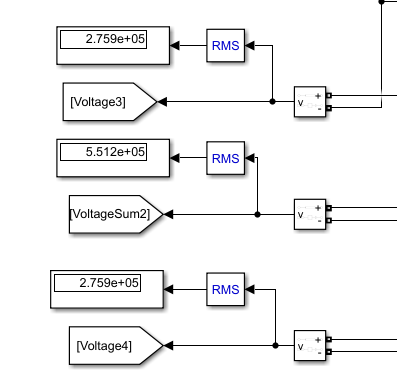 2.759e+05
RMS
[Voltage3]
v
+
-
5.512e+05
RMS
[VoltageSum2]
v
+
-
2.759e+05
RMS
[Voltage4]
v
+
-